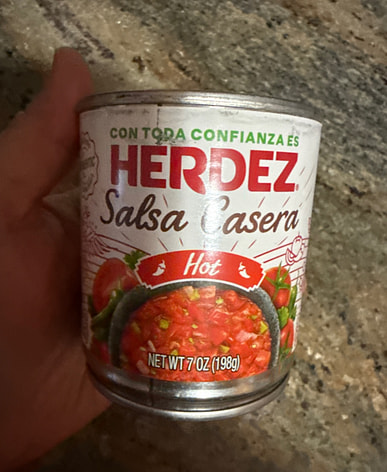 CON TODA CONFIANZA ES
HERDEZ®
Salsa Casera
Hot
NET WT 7 OZ (198g)